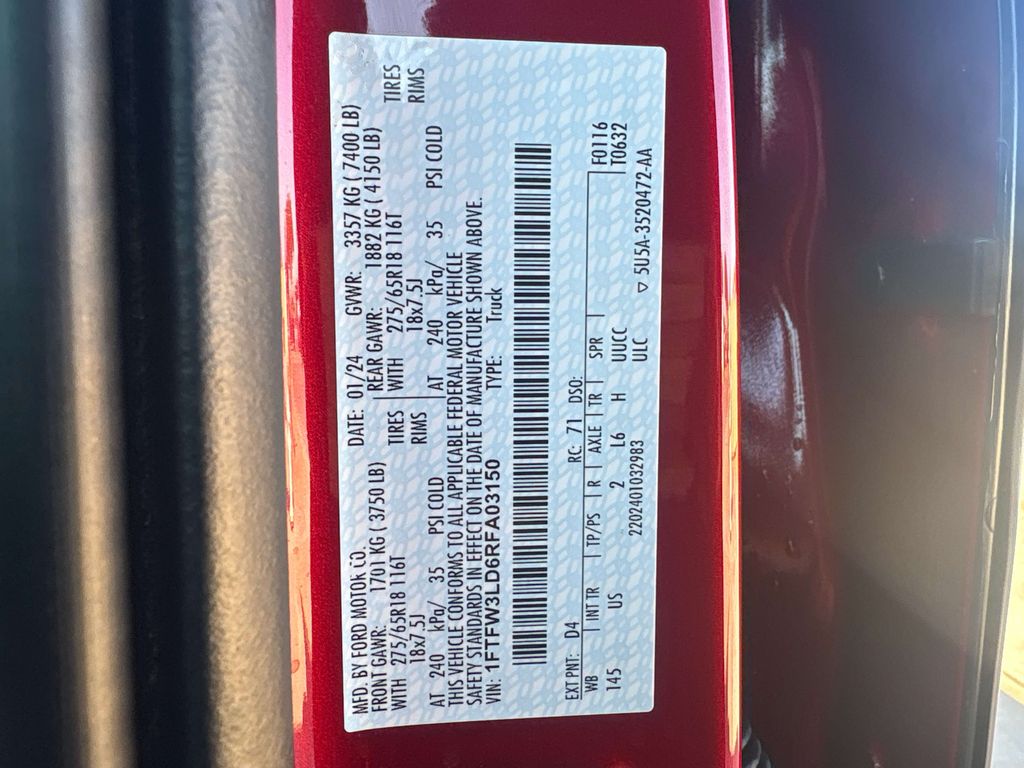 MFD. BY FORD MOTOR CO. DATE: 01/24 GVWR: 3357 KG ( 7400 LB)
FRONT GAWR: 1701 KG ( 3750 LB) REAR GAWR: 1882 KG ( 4150 LB)
WITH 275/65R18 116T TIRES WITH 275/65R18 116T TIRES
18x7.5J RIMS 18x7.5J RIMS
AT 240 kPa/ 35 PSI COLD AT 240 kPa/ 35 PSI COLD
THIS VEHICLE CONFORMS TO ALL APPLICABLE FEDERAL MOTOR VEHICLE
SAFETY STANDARDS IN EFFECT ON THE DATE OF MANUFACTURE SHOWN ABOVE.
VIN: 1FTFW3LD6RFA03150 TYPE: Truck
EXT PNT: D4 RC: 71 DSO: F0116
WB | INT TR | TP/PS | R | AXLE | TR | SPR | T0632
145 US 2 L6 H UUCC
ULC
2202401032983 ▽ 5U5A-3520472-AA